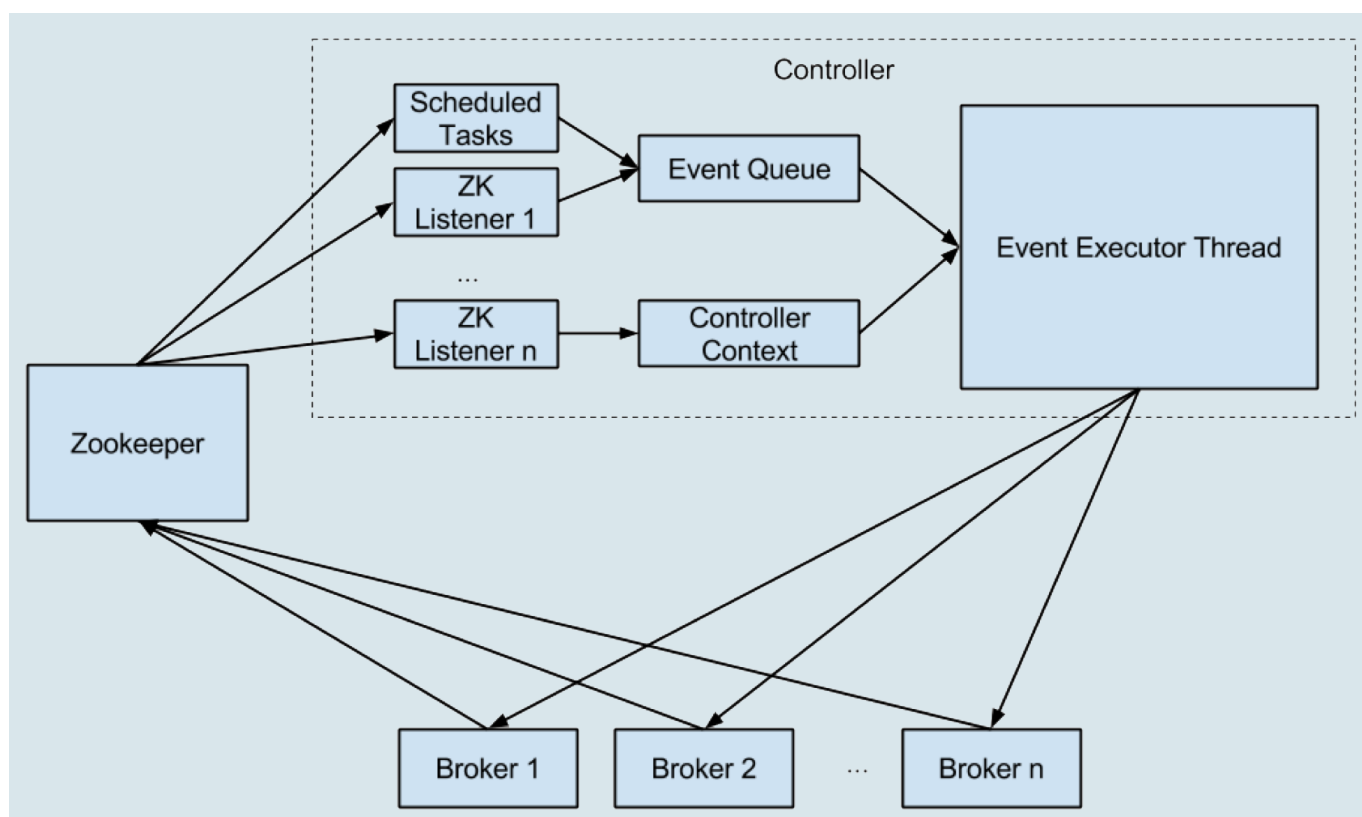 Controller
Scheduled
Tasks
ZK
Listener 1
...
ZK
Listener n
Event Queue
Controller
Context
Event Executor Thread
Zookeeper
Broker 1
Broker 2
...
Broker n